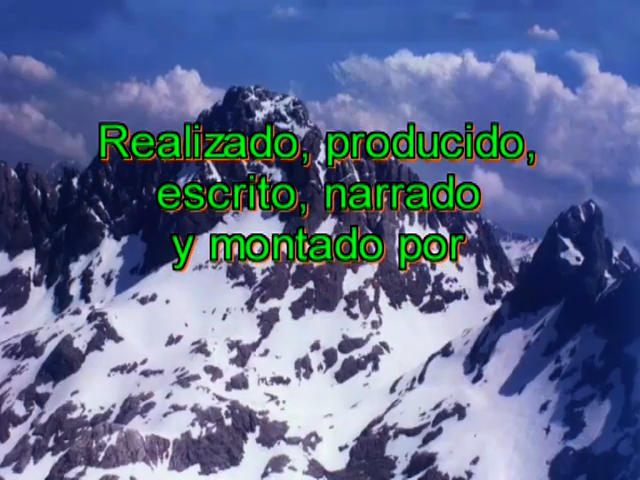 Realizado, producido,
escrito, narrado
y montado por